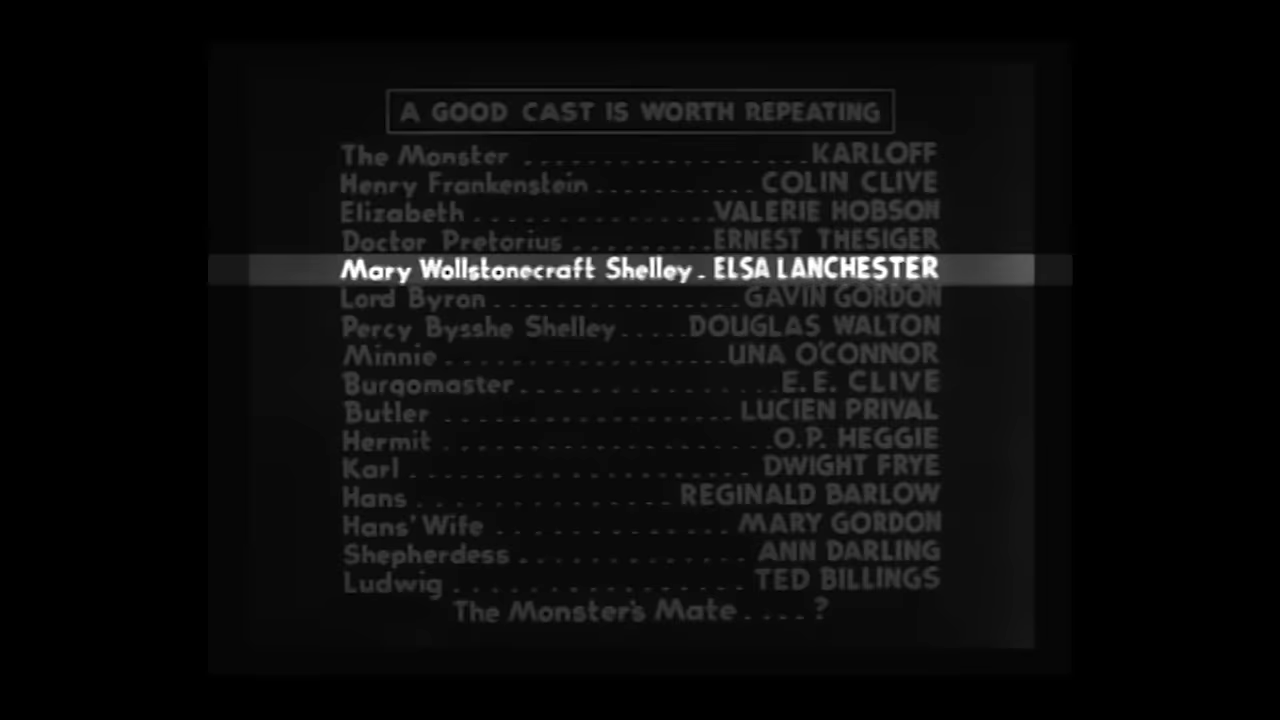 A GOOD CAST IS WORTH REPEATING
The Monster . . . . . . . . . . . . . . . . . . KARLOFF
Henry Frankenstein . . . . . . . . . . . COLIN CLIVE
Elizabeth . . . . . . . . . . . . . . . VALERIE HOBSON
Doctor Pretorius . . . . . . . . . ERNEST THESIGER
Mary Wollstonecraft Shelley . ELSA LANCHESTER
Lord Byron . . . . . . . . . . . . . . . GAVIN GORDON
Percy Bysshe Shelley . . . . . DOUGLAS WALTON
Minnie . . . . . . . . . . . . . . . . . UNA O'CONNOR
Burgomaster . . . . . . . . . . . . . . . . E. E. CLIVE
Butler . . . . . . . . . . . . . . . . . LUCIEN PRIVAL
Hermit . . . . . . . . . . . . . . . . . . . O.P. HEGGIE
Karl . . . . . . . . . . . . . . . . . . . . DWIGHT FRYE
Hans . . . . . . . . . . . . . . . REGINALD BARLOW
Hans' Wife . . . . . . . . . . . . . . MARY GORDON
Shepherdess . . . . . . . . . . . . . . ANN DARLING
Ludwig . . . . . . . . . . . . . . . . . TED BILLINGS
The Monster's Mate . . . . ?